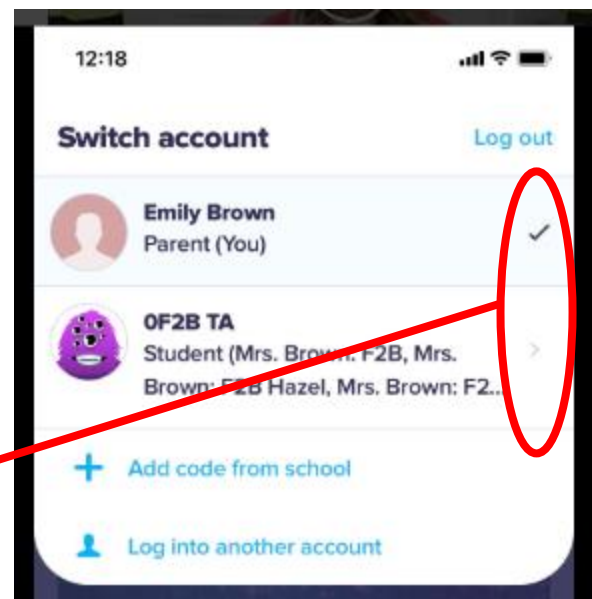 12:18
Switch account
Log out
Emily Brown
Parent (You)
0F2B TA
Student (Mrs. Brown: F2B, Mrs.
Brown: F2B Hazel, Mrs. Brown: F2...
Add code from school
Log into another account